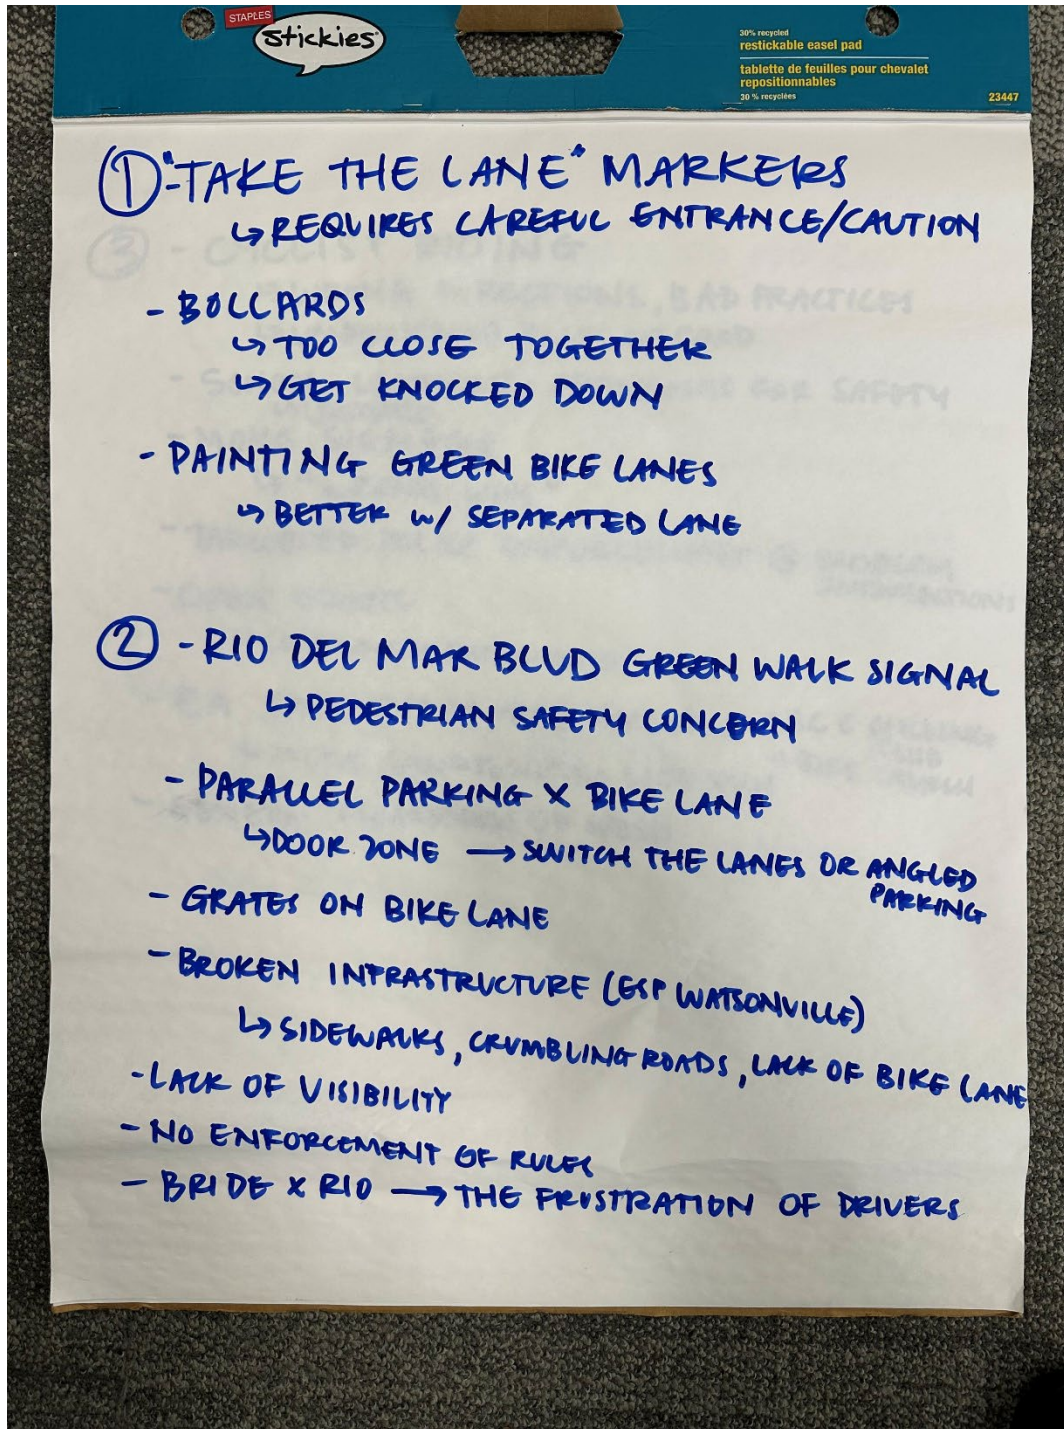 STAPLES
stickies
30% recycled
restickable easel pad
tablette de feuilles pour chevalet
repositionnables
30 % recyclées
23447
① - "TAKE THE LANE" MARKERS
↳ REQUIRES CAREFUL ENTRANCE/CAUTION
- BOLLARDS
↳ TOO CLOSE TOGETHER
↳ GET KNOCKED DOWN
- PAINTING GREEN BIKE LANES
↳ BETTER w/ SEPARATED LANE
② - RIO DEL MAR BLVD GREEN WALK SIGNAL
↳ PEDESTRIAN SAFETY CONCERN
- PARALLEL PARKING X BIKE LANE
↳ DOOR ZONE → SWITCH THE LANES OR ANGLED
PARKING
- GRATES ON BIKE LANE
- BROKEN INFRASTRUCTURE (ESP WATSONVILLE)
↳ SIDEWALKS, CRUMBLING ROADS, LACK OF BIKE LANE
- LACK OF VISIBILITY
- NO ENFORCEMENT OF RULES
- BRIDE X RIO → THE FRUSTRATION OF DRIVERS